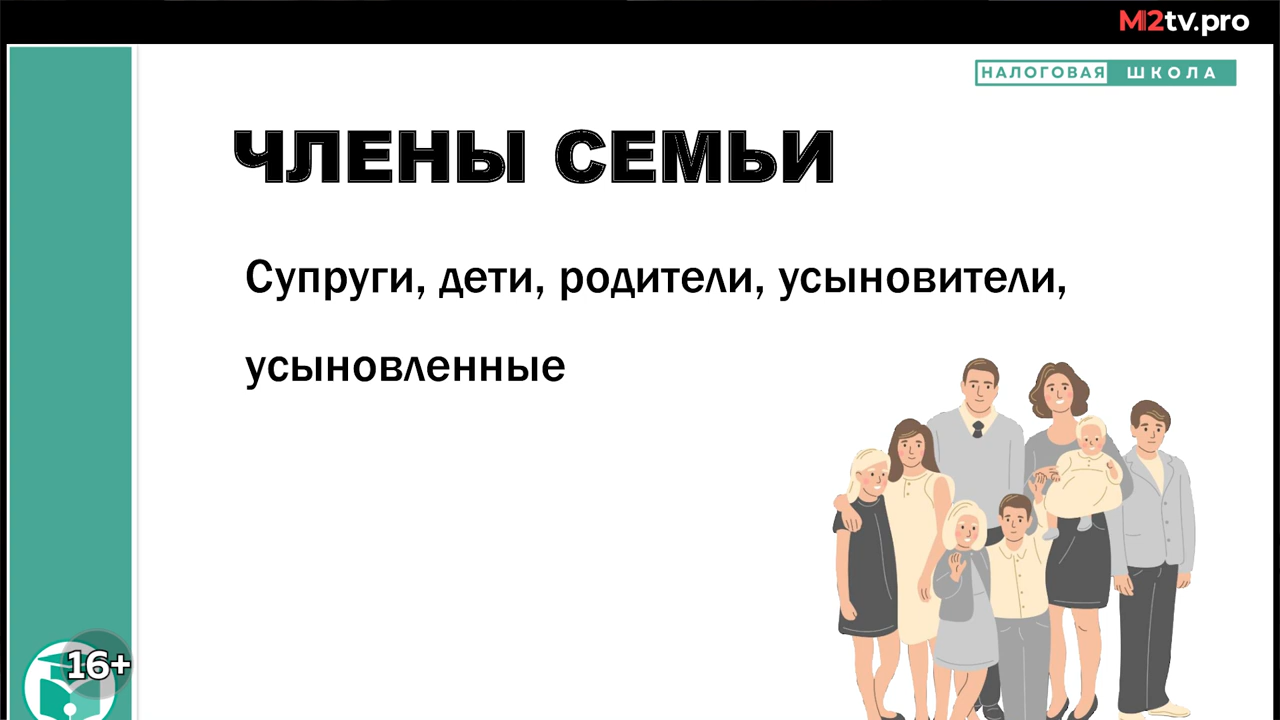 M2tv.pro
НАЛОГОВАЯ ШКОЛА
ЧЛЕНЫ СЕМЬИ
Супруги, дети, родители, усыновители,
усыновленные
16+